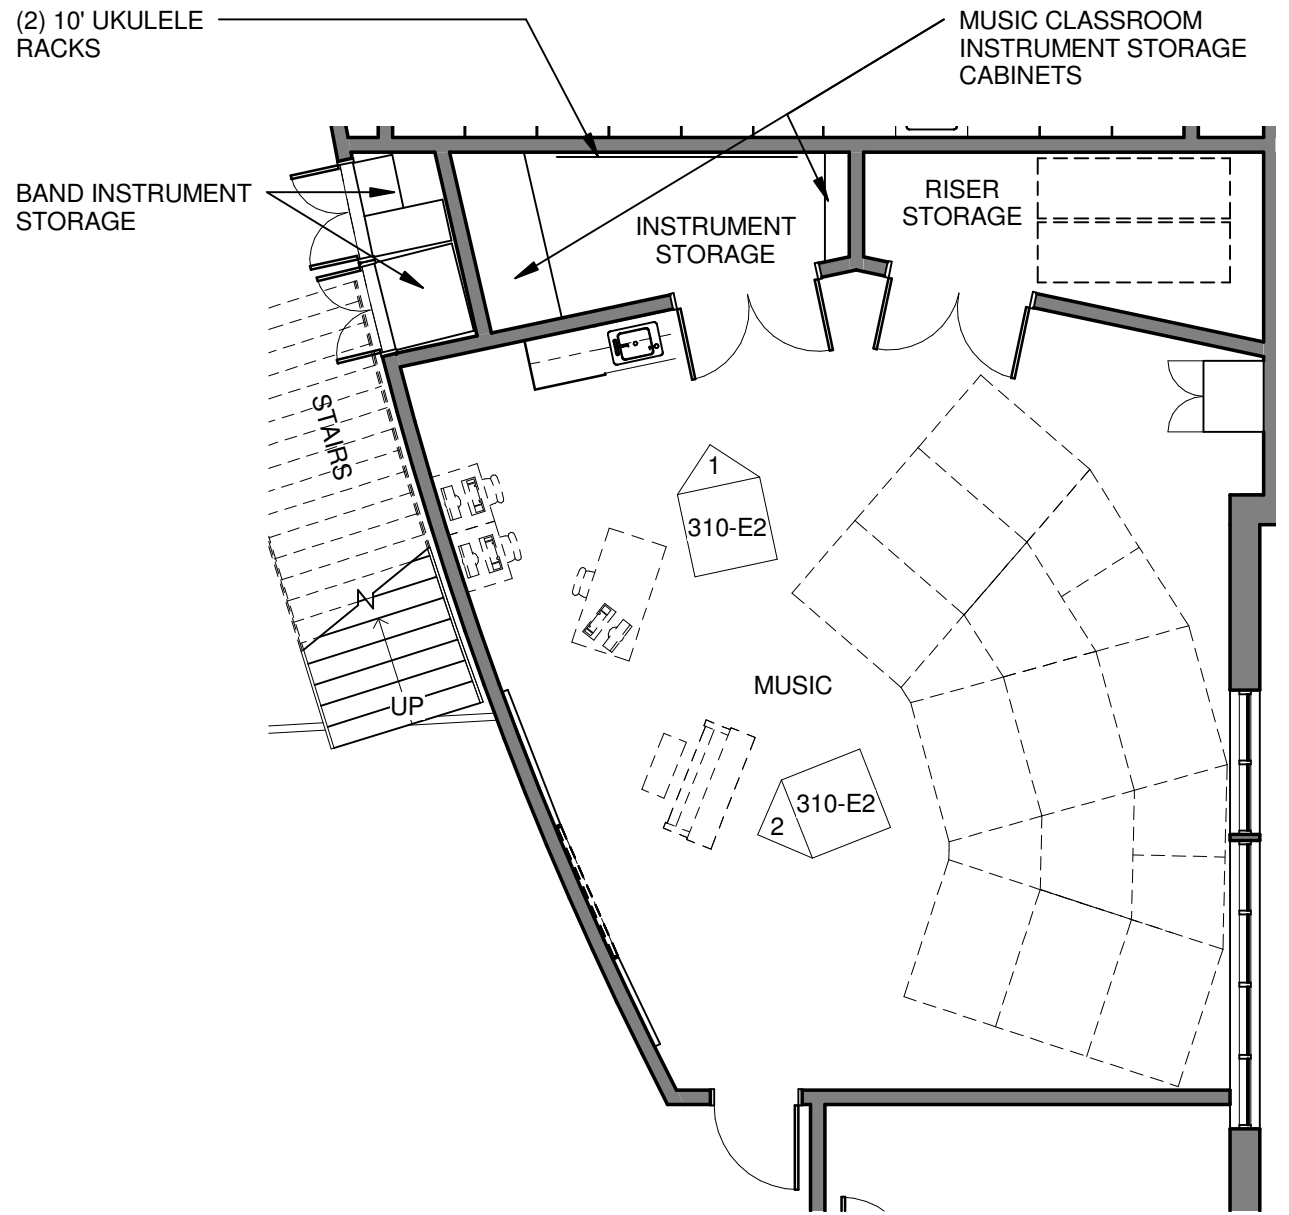 (2) 10' UKULELE
RACKS
MUSIC CLASSROOM
INSTRUMENT STORAGE
CABINETS
BAND INSTRUMENT
STORAGE
INSTRUMENT
STORAGE
RISER
STORAGE
STAIRS
1
310-E2
MUSIC
UP
310-E2
2
N